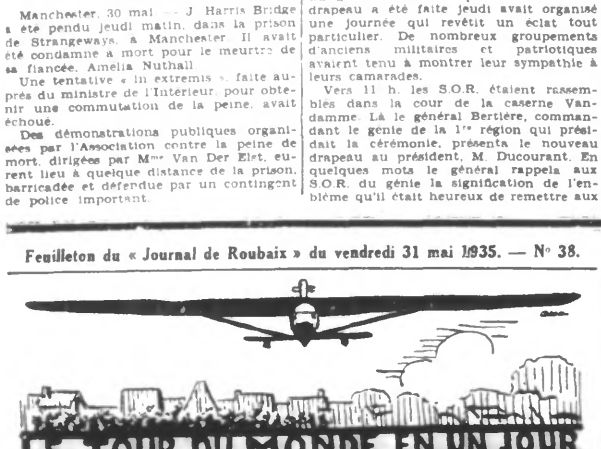 Manchester, 30 mai — J Harris Bridge
a été pendu jeudi matin, dans la prison
de Strangeways, à Manchester Il avait
été condamne a mort pour le meurtre de
sa fiancée, Amelia Nuthall
Une tentative « in extremis », faite au-
près du ministre de l'Intérieur, pour obte-
nir une commutation de la peine, avait
échoué.
Des démonstrations publiques organi-
sées par l'Association contre la peine de
mort, dirigées par Mme Van Der Elst, eu-
rent lieu à quelque distance de la prison,
barricadée et défendue par un contingent
de police important.
drapeau a été faite jeudi avait organisé
une journée qui revêtit un éclat tout
particulier. De nombreux groupements
d'anciens militaires et patriotiques
avaient tenu à montrer leur sympathie à
leurs camarades.
Vers 11 h. les S.O.R. étaient rassem-
blés dans la cour de la caserne Van-
damme. Là le général Bertière, comman-
dant le génie de la 1re région qui prési-
dait la cérémonie, présenta le nouveau
drapeau au président, M. Ducourant. En
quelques mots le général rappela aux
S.O.R. du génie la signification de l'em-
blème qu'il était heureux de remettre aux
Feuilleton du « Journal de Roubaix » du vendredi 31 mai 1935. — N° 38.
LE TOUR DU MONDE EN UN JOUR